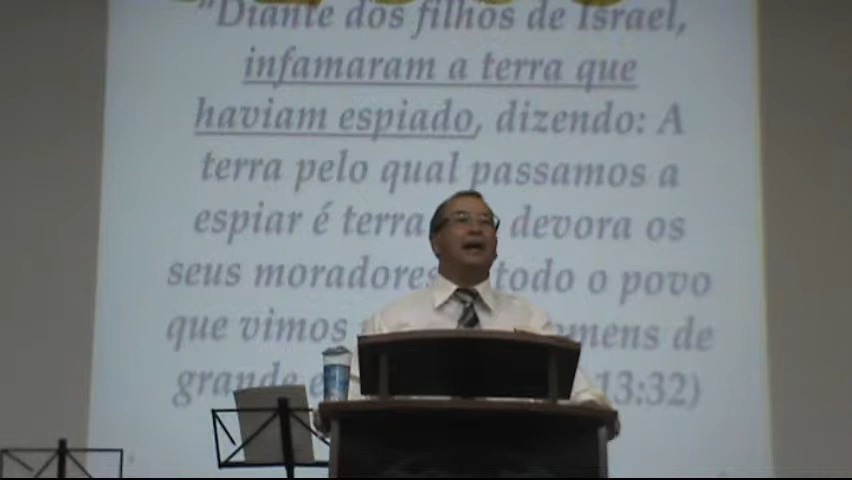 "Diante dos filhos de Israel,
infamaram a terra que
haviam espiado, dizendo: A
terra pelo qual passamos a
espiar é terra devora os
seus moradores todo o povo
que vimos mens de
grande 13:32)